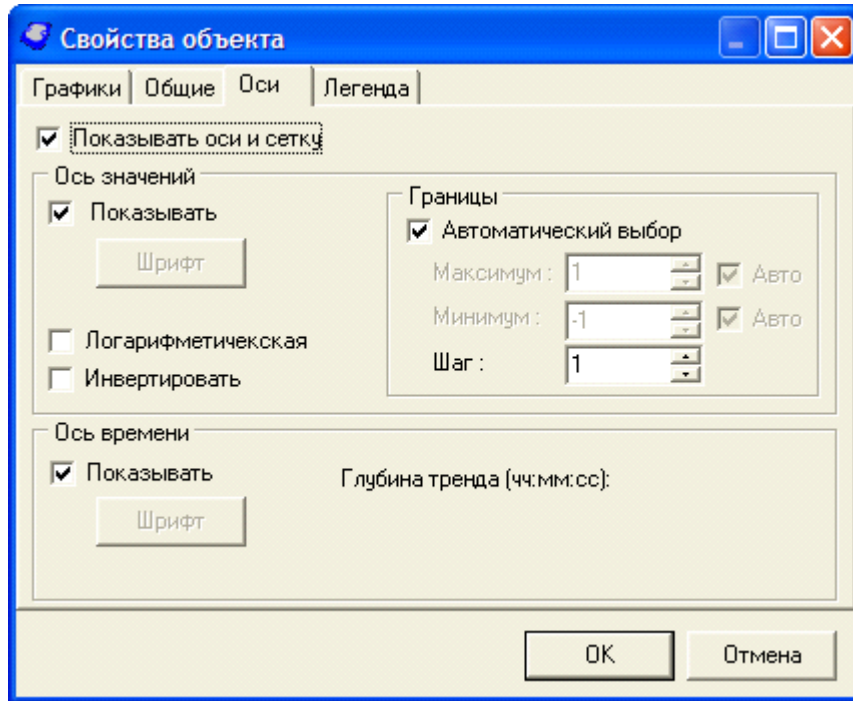 Свойства объекта
Графики Общие Оси Легенда
Показывать оси и сетку
Ось значений
Показывать
Шрифт
Логарифметичекская
Инвертировать
Границы
Автоматический выбор
Максимум : 1 Авто
Минимум : -1 Авто
Шаг : 1
Ось времени
Показывать
Шрифт
Глубина тренда (чч:мм:сс):
OK Отмена